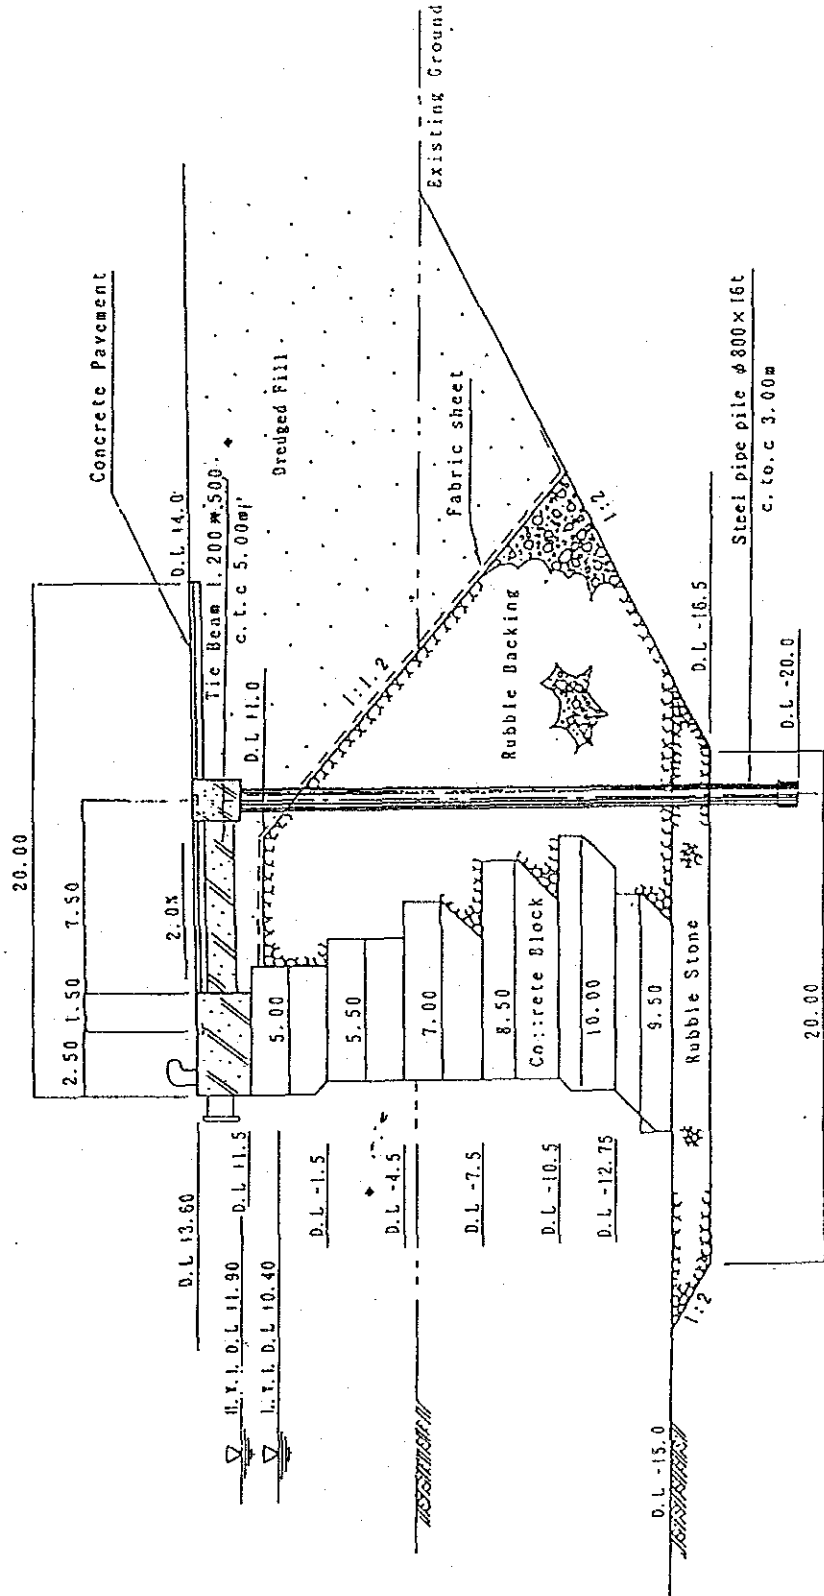 20.00
2.50
1.50
7.50
Concrete Pavement
2.0%
D.L +4.0
D.L +3.60
Tie Beam 1.200 × .500
c.t.c 5.00m
H.W.L D.L +1.90
D.L +1.5
D.L +1.0
L.W.L D.L +0.40
5.00
Dredged Fill
D.L -1.5
5.50
1:1.2
D.L -4.5
Existing Ground
7.00
Fabric sheet
D.L -7.5
8.50
Rubble Backing
Concrete Block
D.L -10.5
10.00
D.L -12.75
9.50
1:2
D.L -15.0
Rubble Stone
D.L -16.5
1:2
Steel pipe pile φ800×16t
c.to.c 3.00m
D.L -20.0
20.00